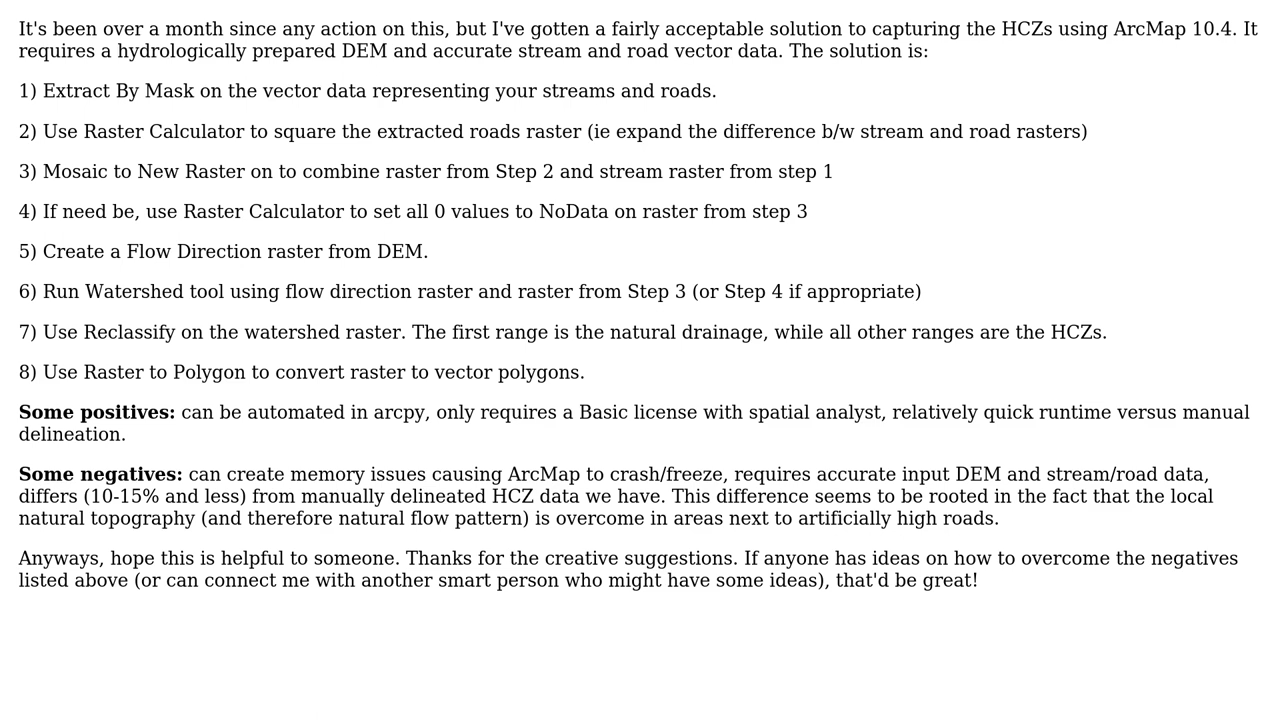 It's been over a month since any action on this, but I've gotten a fairly acceptable solution to capturing the HCZs using ArcMap 10.4. It
requires a hydrologically prepared DEM and accurate stream and road vector data. The solution is:
1) Extract By Mask on the vector data representing your streams and roads.
2) Use Raster Calculator to square the extracted roads raster (ie expand the difference b/w stream and road rasters)
3) Mosaic to New Raster on to combine raster from Step 2 and stream raster from step 1
4) If need be, use Raster Calculator to set all 0 values to NoData on raster from step 3
5) Create a Flow Direction raster from DEM.
6) Run Watershed tool using flow direction raster and raster from Step 3 (or Step 4 if appropriate)
7) Use Reclassify on the watershed raster. The first range is the natural drainage, while all other ranges are the HCZs.
8) Use Raster to Polygon to convert raster to vector polygons.
Some positives: can be automated in arcpy, only requires a Basic license with spatial analyst, relatively quick runtime versus manual
delineation.
Some negatives: can create memory issues causing ArcMap to crash/freeze, requires accurate input DEM and stream/road data,
differs (10-15% and less) from manually delineated HCZ data we have. This difference seems to be rooted in the fact that the local
natural topography (and therefore natural flow pattern) is overcome in areas next to artificially high roads.
Anyways, hope this is helpful to someone. Thanks for the creative suggestions. If anyone has ideas on how to overcome the negatives
listed above (or can connect me with another smart person who might have some ideas), that'd be great!